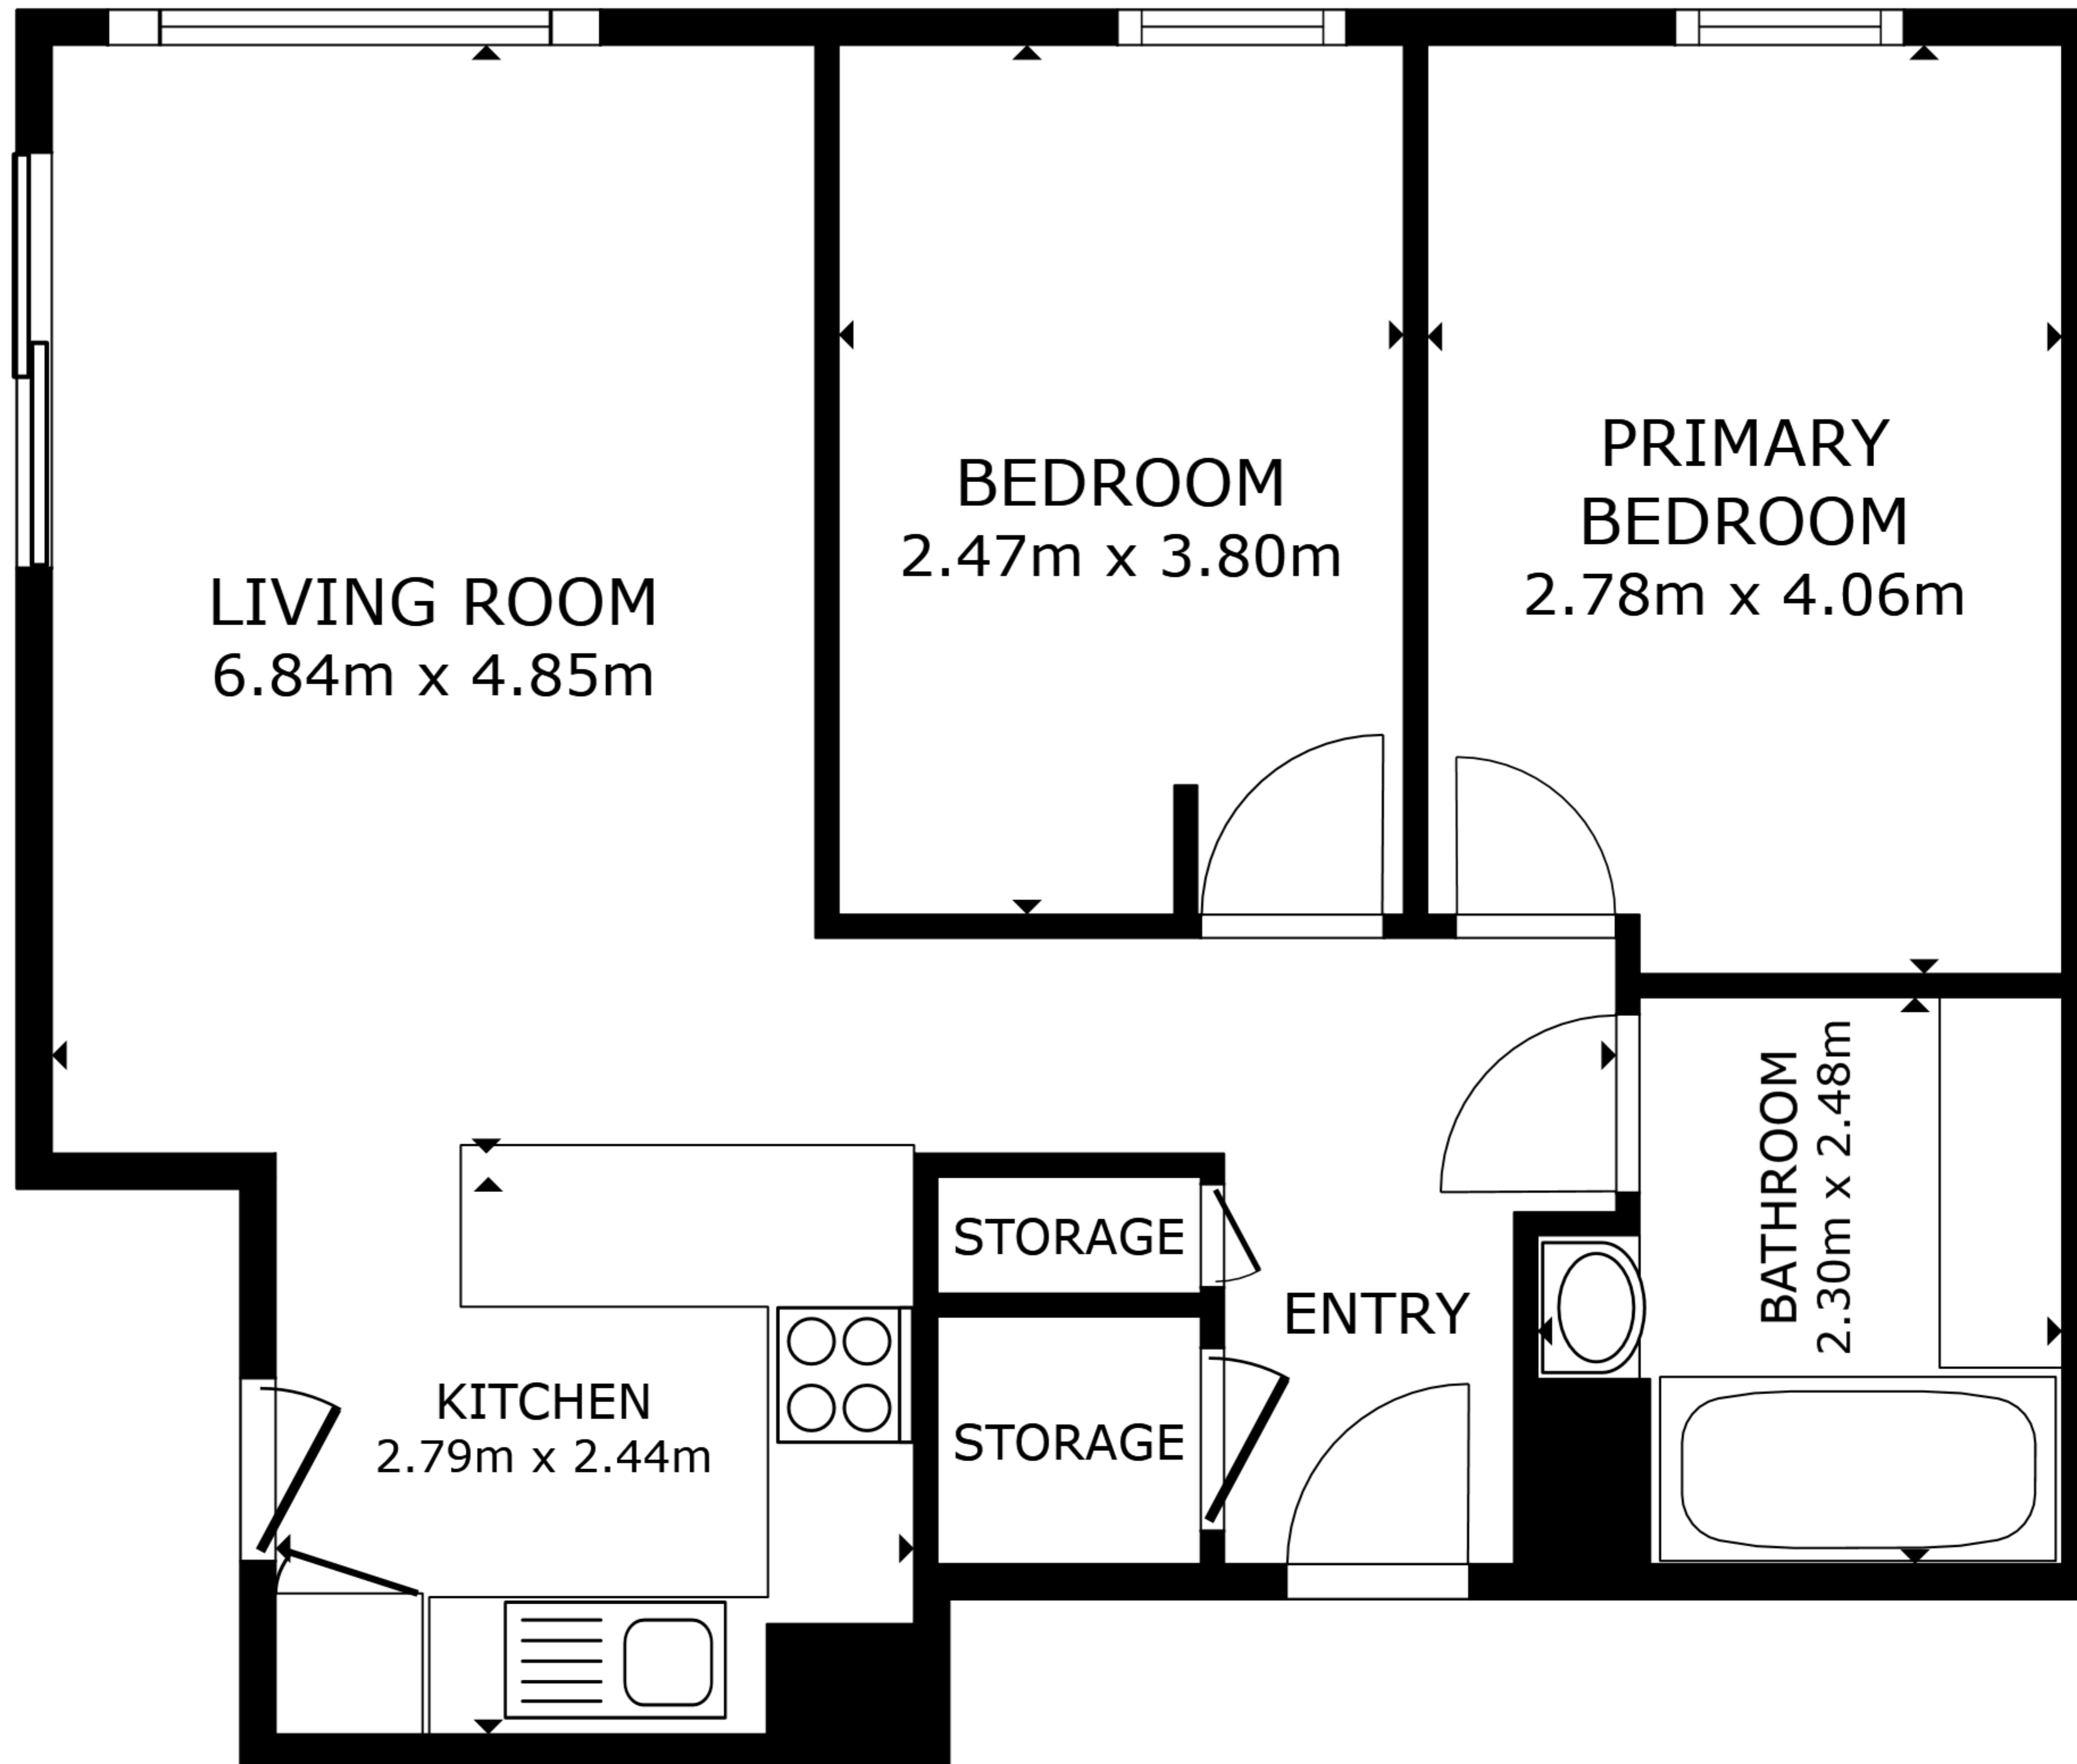 LIVING ROOM
6.84m x 4.85m
BEDROOM
2.47m x 3.80m
PRIMARY
BEDROOM
2.78m x 4.06m
KITCHEN
2.79m x 2.44m
STORAGE
STORAGE
ENTRY
BATHROOM
2.30m x 2.48m